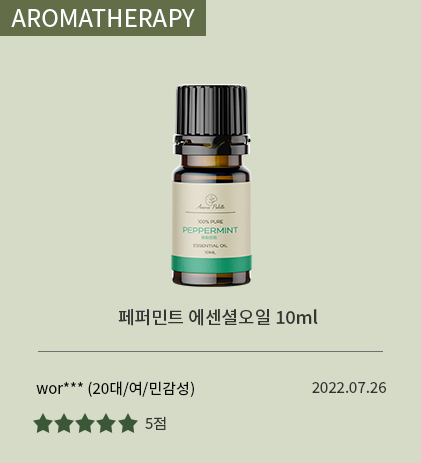 AROMATHERAPY
100% PURE
PEPPERMINT
ESSENTIAL OIL
10ML
페퍼민트 에센셜오일 10ml
wor*** (20대/여/민감성)
2022.07.26
5점